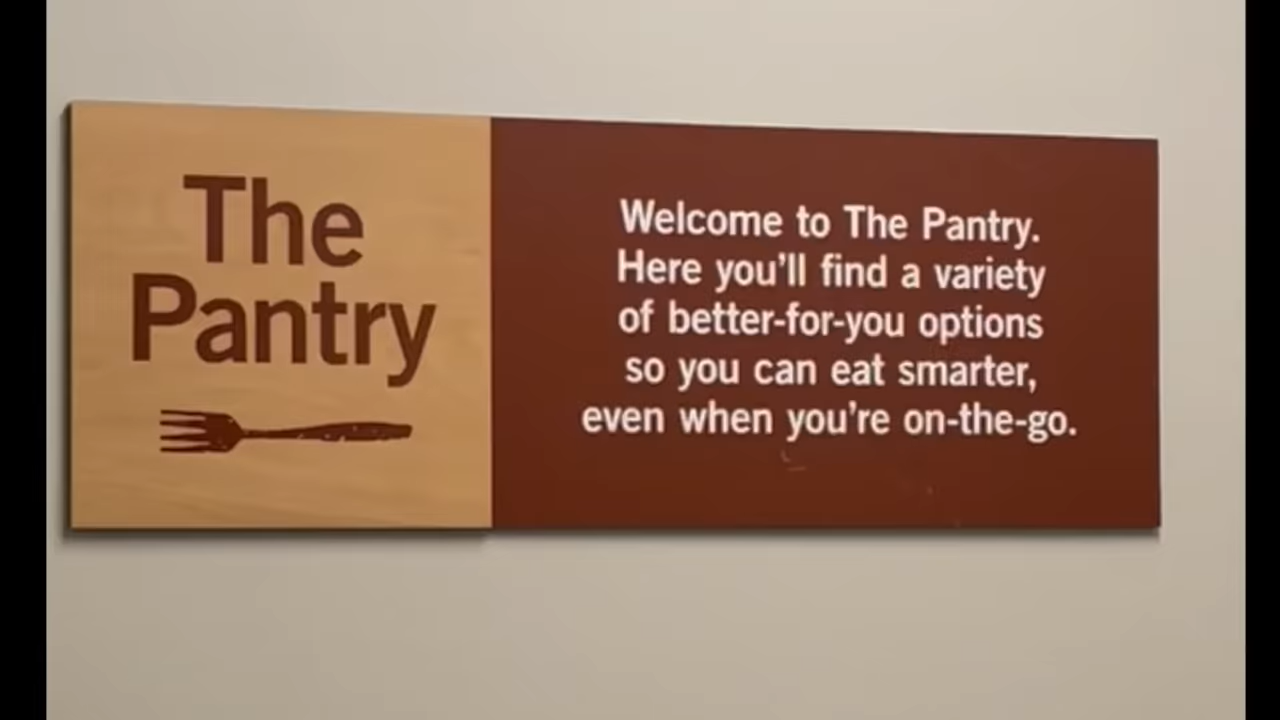 The
Pantry
Welcome to The Pantry.
Here you'll find a variety
of better-for-you options
so you can eat smarter,
even when you're on-the-go.